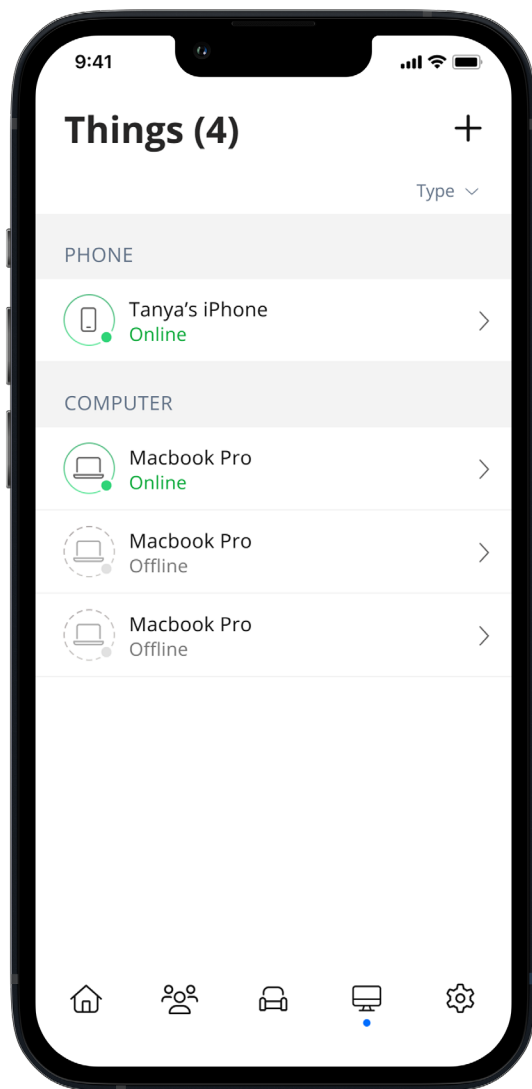 9:41
Things (4)
Type
PHONE
Tanya’s iPhone
Online
COMPUTER
Macbook Pro
Online
Macbook Pro
Offline
Macbook Pro
Offline